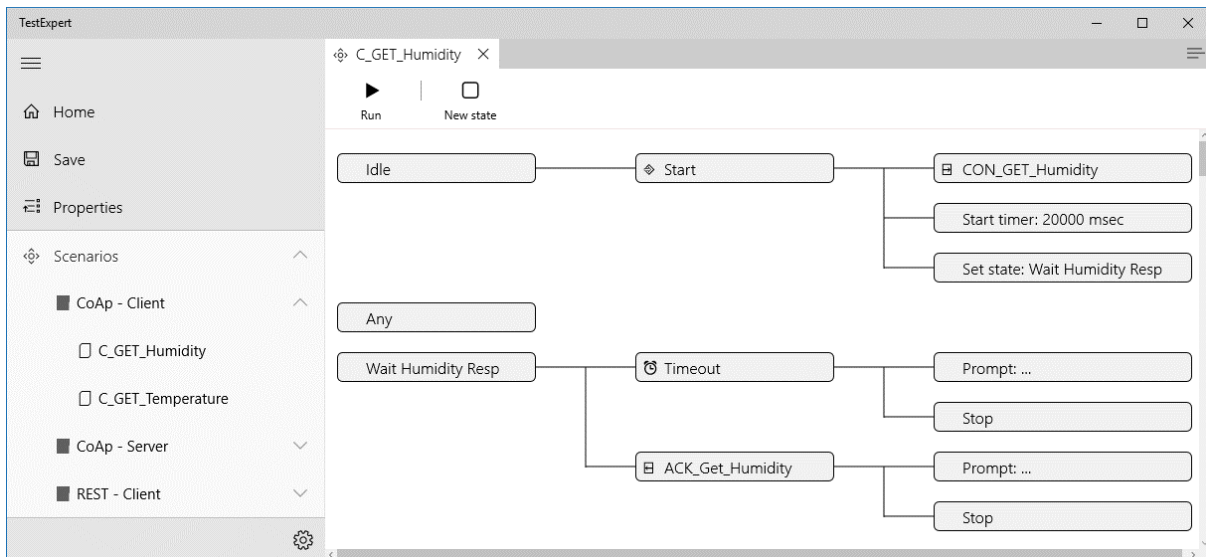 TestExpert
C_GET_Humidity
Run
New state
Home
Save
Properties
Scenarios
CoAp - Client
C_GET_Humidity
C_GET_Temperature
CoAp - Server
REST - Client
Idle
Start
CON_GET_Humidity
Start timer: 20000 msec
Set state: Wait Humidity Resp
Any
Wait Humidity Resp
Timeout
Prompt: ...
Stop
ACK_Get_Humidity
Prompt: ...
Stop